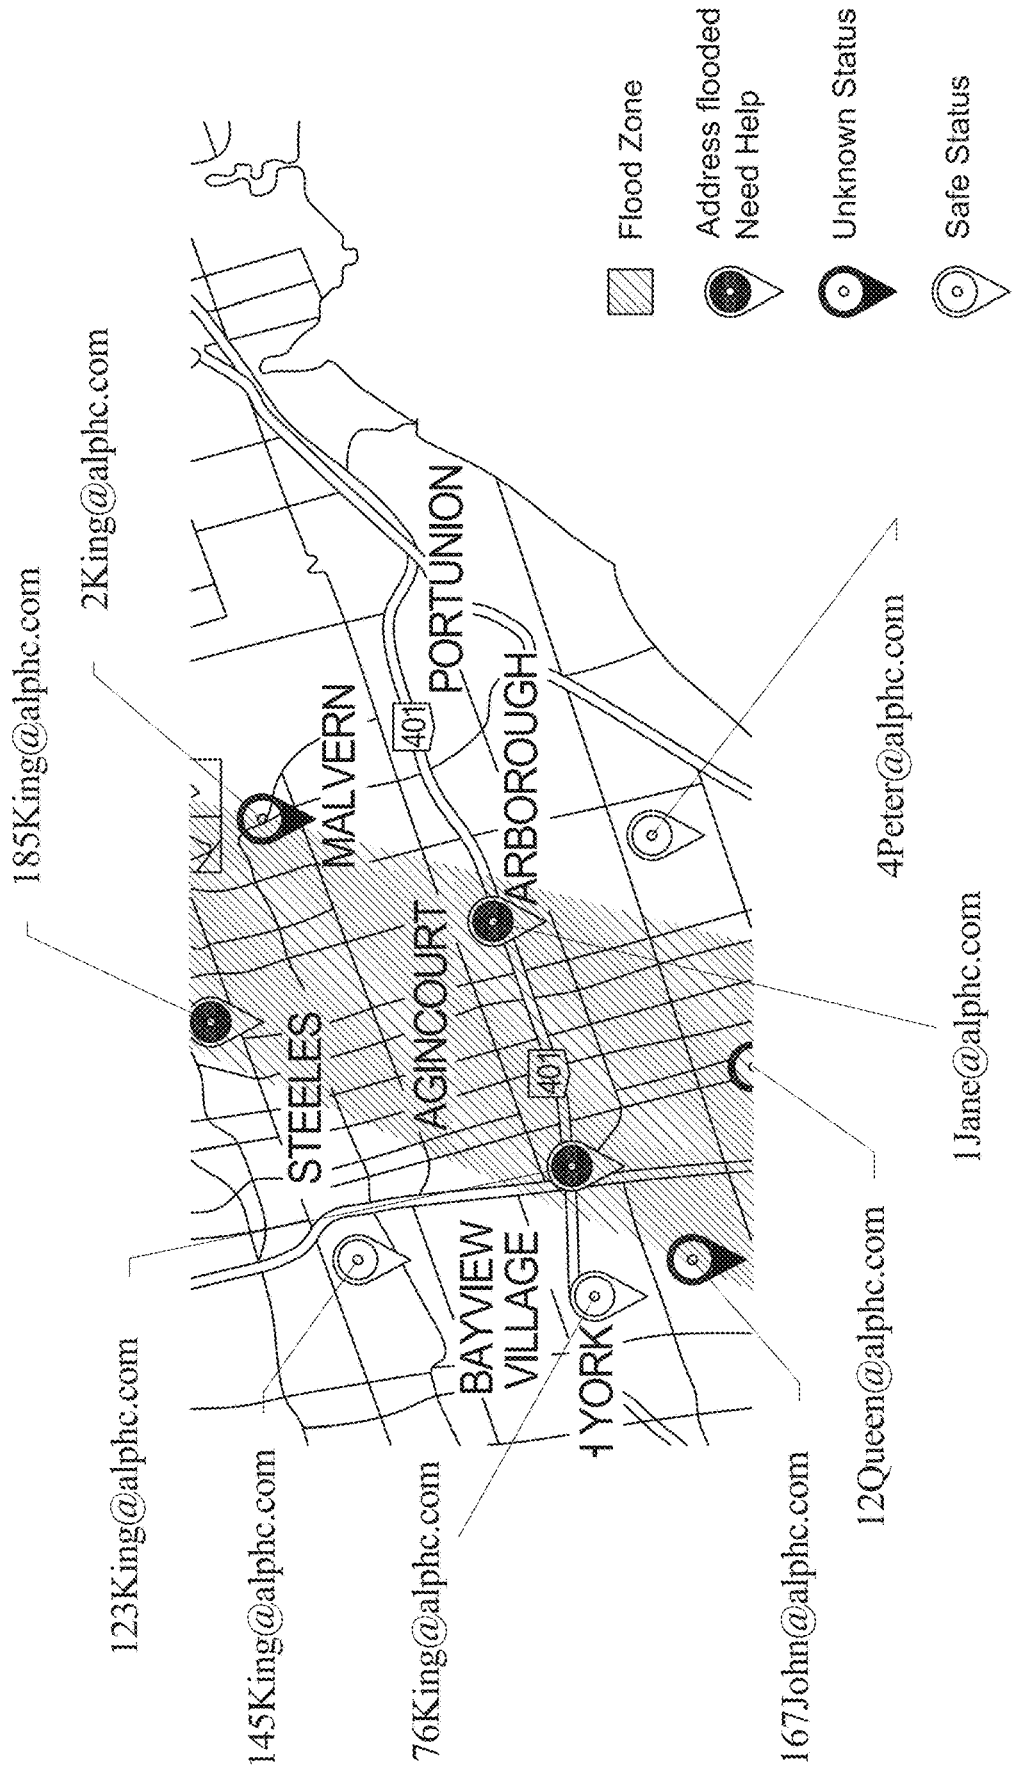 123King@alphc.com
185King@alphc.com
2King@alphc.com
145King@alphc.com
76King@alphc.com
STEELES
MALVERN
AGINCOURT
401
PORTUNION
BAYVIEW
VILLAGE
ARBOROUGH
401
H YORK
167John@alphc.com
12Queen@alphc.com
1Jane@alphc.com
4Peter@alphc.com
Flood Zone
Address flooded
Need Help
Unknown Status
Safe Status